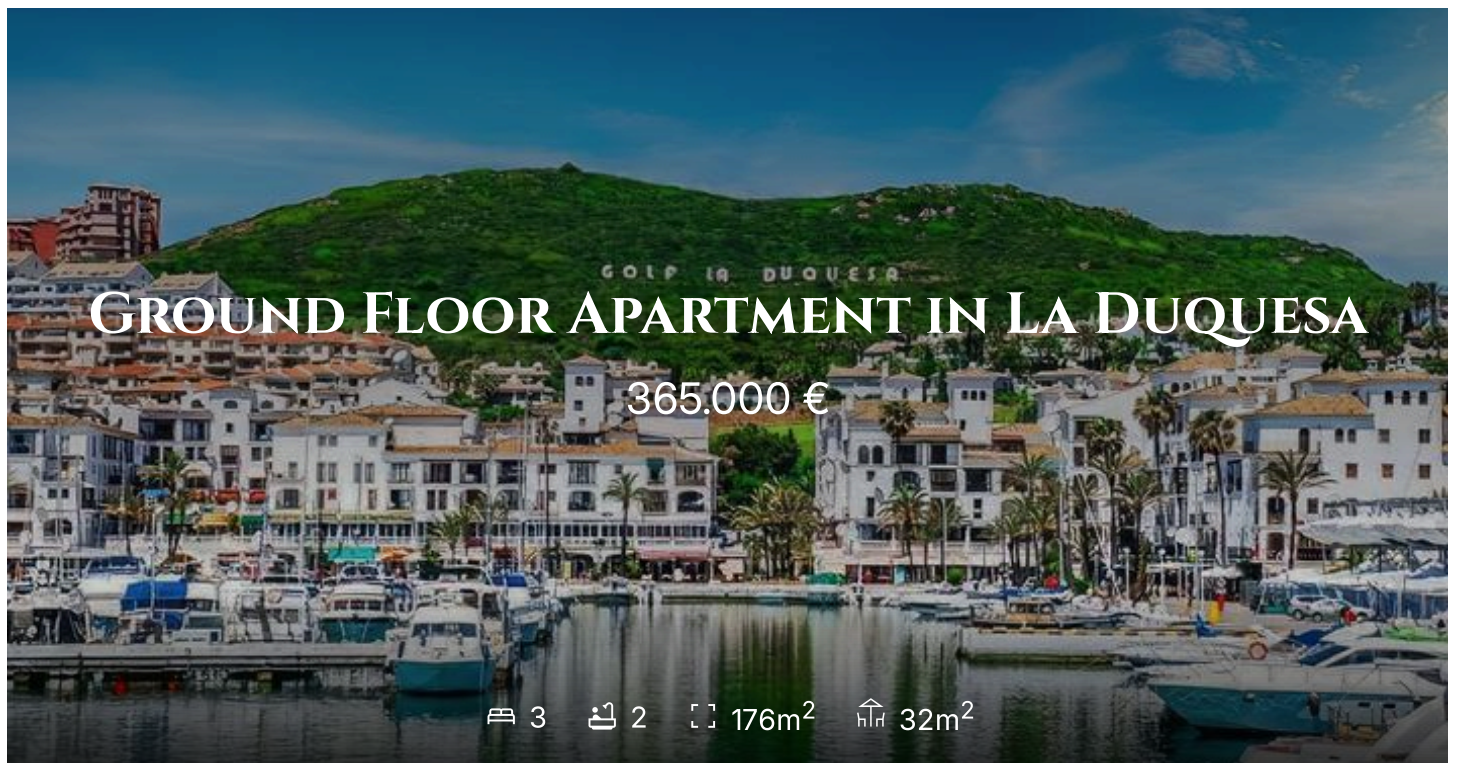 GOLF LA DUQUESA
Ground Floor Apartment in La Duquesa
365.000 €
3 2 176m² 32m²